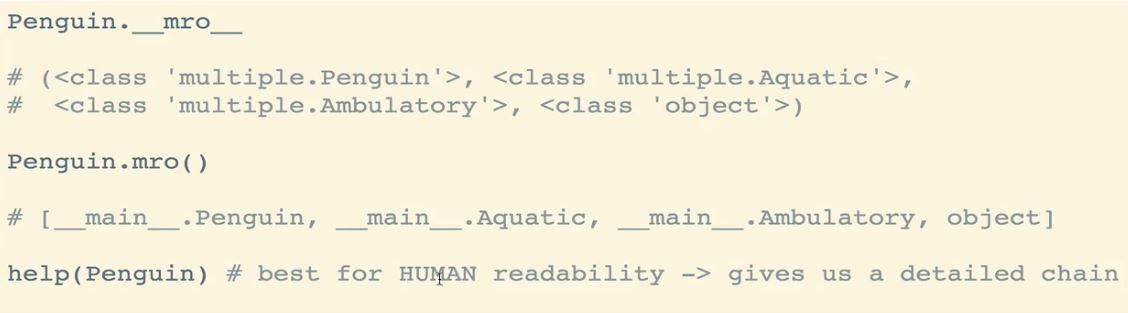 Penguin.__mro__
# (<class 'multiple.Penguin'>, <class 'multiple.Aquatic'>,
#  <class 'multiple.Ambulatory'>, <class 'object'>)
Penguin.mro()
# [__main__.Penguin, __main__.Aquatic, __main__.Ambulatory, object]
help(Penguin) # best for HUMAN readability -> gives us a detailed chain